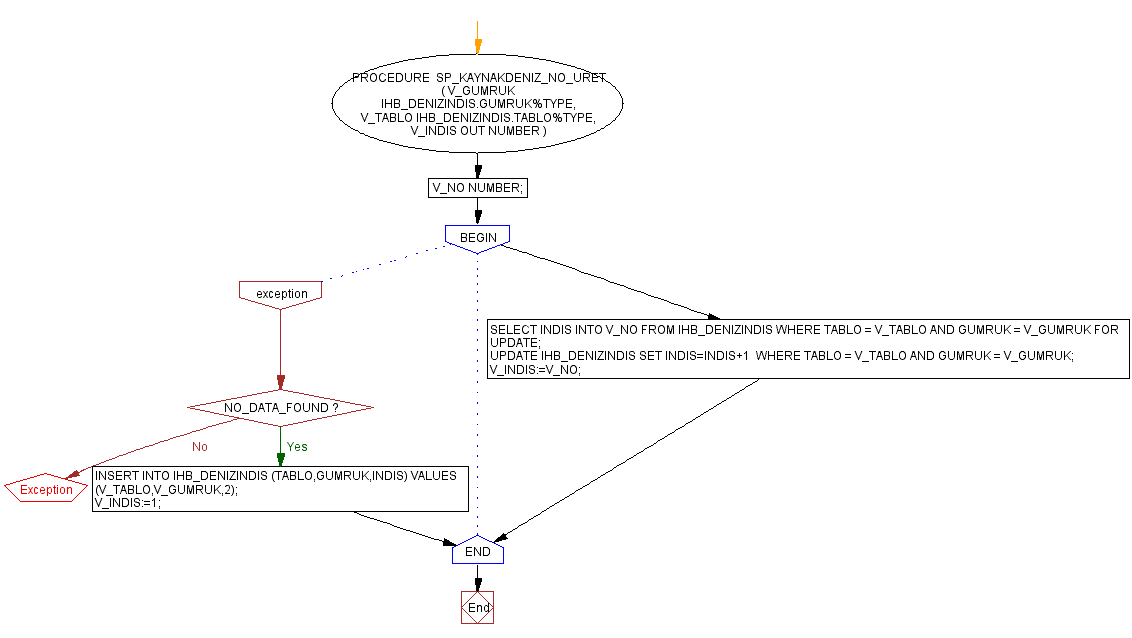 PROCEDURE SP_KAYNAKDENIZ_NO_URET
( V_GUMRUK
IHB_DENIZINDIS.GUMRUK%TYPE,
V_TABLO IHB_DENIZINDIS.TABLO%TYPE,
V_INDIS OUT NUMBER )
V_NO NUMBER;
BEGIN
exception
SELECT INDIS INTO V_NO FROM IHB_DENIZINDIS WHERE TABLO = V_TABLO AND GUMRUK = V_GUMRUK FOR
UPDATE;
UPDATE IHB_DENIZINDIS SET INDIS=INDIS+1 WHERE TABLO = V_TABLO AND GUMRUK = V_GUMRUK;
V_INDIS:=V_NO;
NO_DATA_FOUND ?
No
Yes
Exception
INSERT INTO IHB_DENIZINDIS (TABLO,GUMRUK,INDIS) VALUES
(V_TABLO,V_GUMRUK,2);
V_INDIS:=1;
END
End